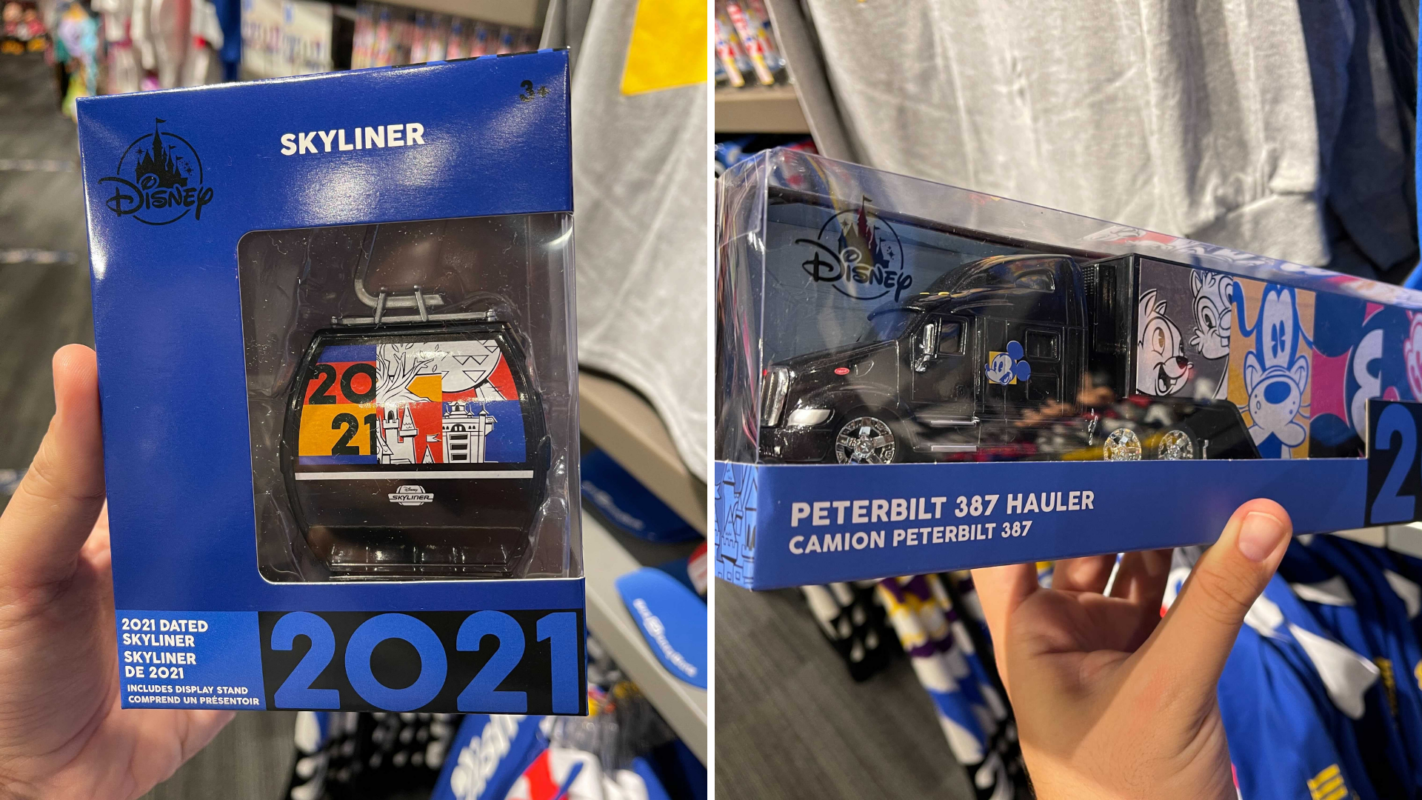 3+
SKYLINER
Disney
20
21
Disney
SKYLINER
2021 DATED
SKYLINER
SKYLINER
DE 2021
INCLUDES DISPLAY STAND
COMPREND UN PRÉSENTOIR
2021
Disney
PETERBILT 387 HAULER
CAMION PETERBILT 387
2